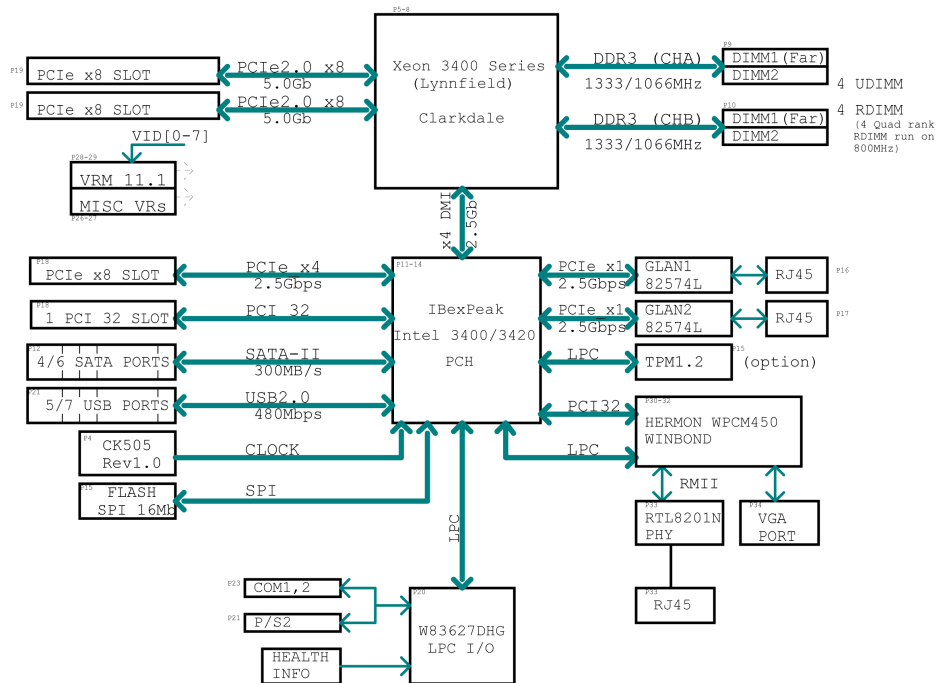 P5-8
Xeon 3400 Series
(Lynnfield)
Clarkdale
P19
PCIe x8 SLOT
PCIe2.0 x8
5.0Gb
P19
PCIe x8 SLOT
PCIe2.0 x8
5.0Gb
DDR3 (CHA)
1333/1066MHz
P9
DIMM1(Far)
DIMM2
4 UDIMM
DDR3 (CHB)
1333/1066MHz
P10
DIMM1(Far)
DIMM2
4 RDIMM
(4 Quad rank
RDIMM run on
800MHz)
VID[0-7]
P28-29
VRM 11.1
MISC VRs
P26-27
x4 DMI
2.5Gb
P18
PCIe x8 SLOT
PCIe x4
2.5Gbps
P18
1 PCI 32 SLOT
PCI 32
P12
4/6 SATA PORTS
SATA-II
300MB/s
P21
5/7 USB PORTS
USB2.0
480Mbps
P4
CK505
Rev1.0
CLOCK
P15
FLASH
SPI 16Mb
SPI
P11-14
IBexPeak
Intel 3400/3420
PCH
PCIe x1
2.5Gbps
GLAN1
82574L
RJ45
P16
PCIe x1
2.5Gbps
GLAN2
82574L
RJ45
P17
LPC
TPM1.2
P15
(option)
PCI32
LPC
P30-32
HERMON WPCM450
WINBOND
RMII
P33
RTL8201N
PHY
P34
VGA
PORT
P33
RJ45
LPC
P23
COM1,2
P21
P/S2
HEALTH
INFO
P20
W83627DHG
LPC I/O